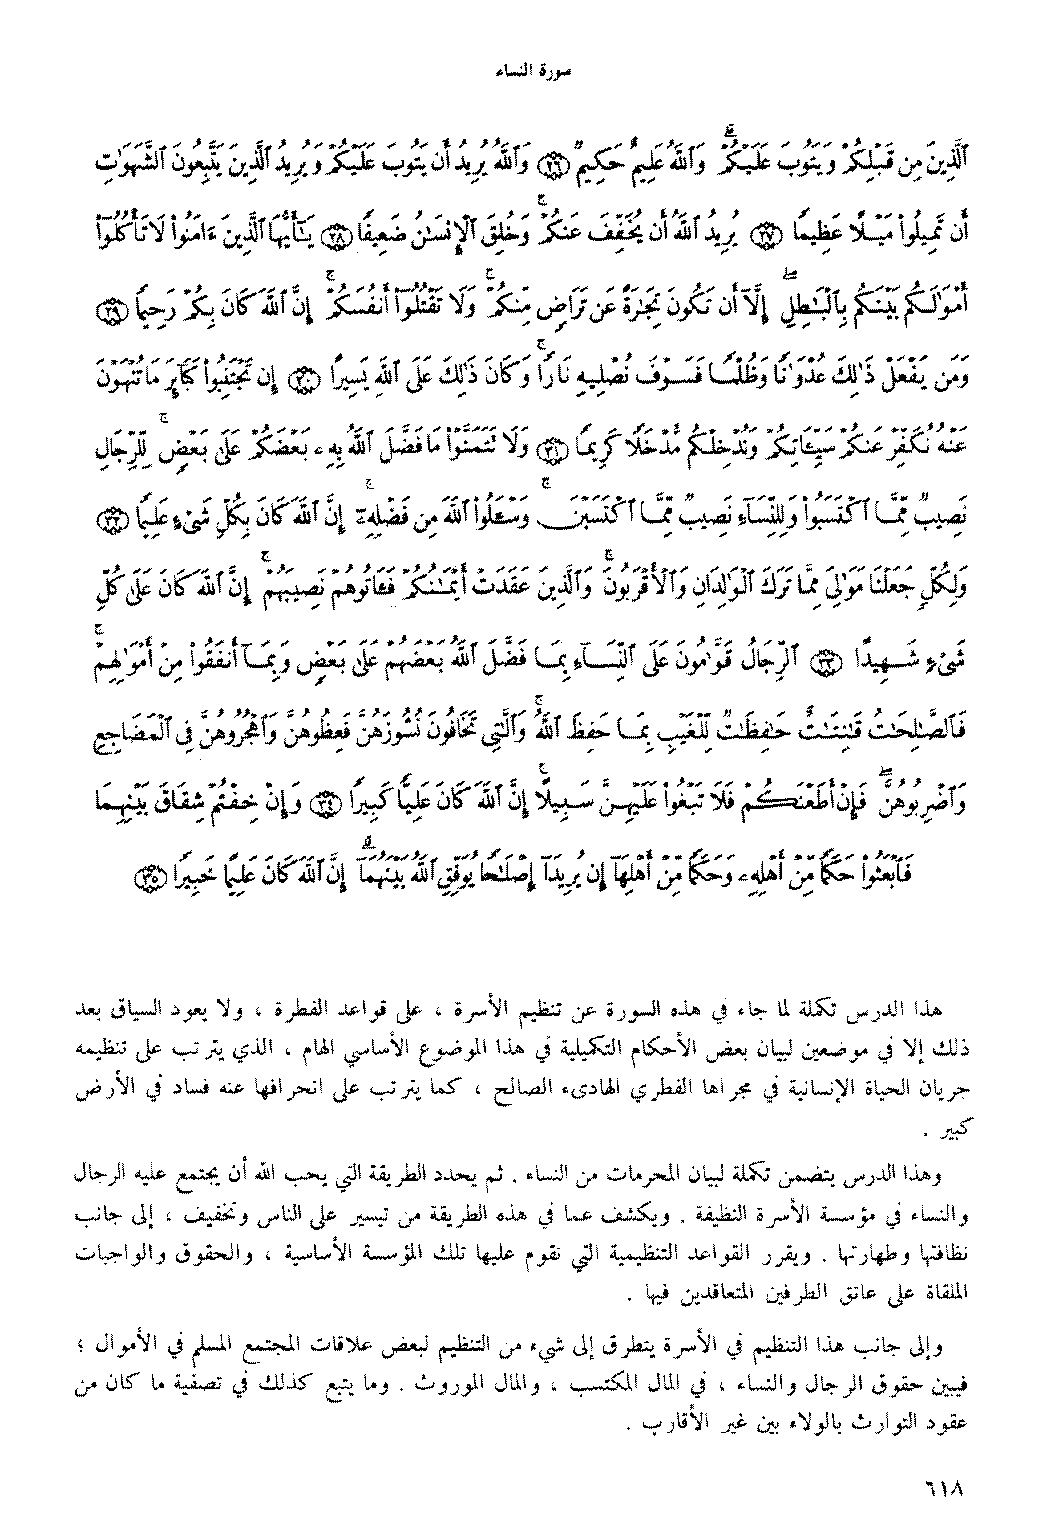 سورة النساء
ٱلَّذِينَ مِن قَبْلِكُمْ وَيَتُوبَ عَلَيْكُمْ ۗ وَٱللَّهُ عَلِيمٌ حَكِيمٌ ﴿٢٦﴾ وَٱللَّهُ يُرِيدُ أَن يَتُوبَ عَلَيْكُمْ وَيُرِيدُ ٱلَّذِينَ يَتَّبِعُونَ ٱلشَّهَوَٰتِ
أَن تَمِيلُوا۟ مَيْلًا عَظِيمًا ﴿٢٧﴾ يُرِيدُ ٱللَّهُ أَن يُخَفِّفَ عَنكُمْ ۚ وَخُلِقَ ٱلْإِنسَـٰنُ ضَعِيفًا ﴿٢٨﴾ يَـٰٓأَيُّهَا ٱلَّذِينَ ءَامَنُوا۟ لَا تَأْكُلُوٓا۟
أَمْوَٰلَكُم بَيْنَكُم بِٱلْبَـٰطِلِ ۖ إِلَّآ أَن تَكُونَ تِجَـٰرَةً عَن تَرَاضٍ مِّنكُمْ ۚ وَلَا تَقْتُلُوٓا۟ أَنفُسَكُمْ ۚ إِنَّ ٱللَّهَ كَانَ بِكُمْ رَحِيمًا ﴿٢٩﴾
وَمَن يَفْعَلْ ذَٰلِكَ عُدْوَٰنًا وَظُلْمًا فَسَوْفَ نُصْلِيهِ نَارًا ۚ وَكَانَ ذَٰلِكَ عَلَى ٱللَّهِ يَسِيرًا ﴿٣٠﴾ إِن تَجْتَنِبُوا۟ كَبَآئِرَ مَا تُنْهَوْنَ
عَنْهُ نُكَفِّرْ عَنكُمْ سَيِّـَٔاتِكُمْ وَنُدْخِلْكُم مُّدْخَلًا كَرِيمًا ﴿٣١﴾ وَلَا تَتَمَنَّوْا۟ مَا فَضَّلَ ٱللَّهُ بِهِۦ بَعْضَكُمْ عَلَىٰ بَعْضٍ ۚ لِّلرِّجَالِ
نَصِيبٌ مِّمَّا ٱكْتَسَبُوا۟ وَلِلنِّسَآءِ نَصِيبٌ مِّمَّا ٱكْتَسَبْنَ ۚ وَسْـَٔلُوا۟ ٱللَّهَ مِن فَضْلِهِۦٓ ۚ إِنَّ ٱللَّهَ كَانَ بِكُلِّ شَىْءٍ عَلِيمًا ﴿٣٢﴾
وَلِكُلٍّ جَعَلْنَا مَوَٰلِىَ مِمَّا تَرَكَ ٱلْوَٰلِدَانِ وَٱلْأَقْرَبُونَ ۚ وَٱلَّذِينَ عَقَدَتْ أَيْمَـٰنُكُمْ فَـَٔاتُوهُمْ نَصِيبَهُمْ ۚ إِنَّ ٱللَّهَ كَانَ عَلَىٰ كُلِّ
شَىْءٍ شَهِيدًا ﴿٣٣﴾ ٱلرِّجَالُ قَوَّٰمُونَ عَلَى ٱلنِّسَآءِ بِمَا فَضَّلَ ٱللَّهُ بَعْضَهُمْ عَلَىٰ بَعْضٍ وَبِمَآ أَنفَقُوا۟ مِنْ أَمْوَٰلِهِمْ ۚ
فَٱلصَّـٰلِحَـٰتُ قَـٰنِتَـٰتٌ حَـٰفِظَـٰتٌ لِّلْغَيْبِ بِمَا حَفِظَ ٱللَّهُ ۚ وَٱلَّـٰتِى تَخَافُونَ نُشُوزَهُنَّ فَعِظُوهُنَّ وَٱهْجُرُوهُنَّ فِى ٱلْمَضَاجِعِ
وَٱضْرِبُوهُنَّ ۖ فَإِنْ أَطَعْنَكُمْ فَلَا تَبْغُوا۟ عَلَيْهِنَّ سَبِيلًا ۚ إِنَّ ٱللَّهَ كَانَ عَلِيًّا كَبِيرًا ﴿٣٤﴾ وَإِنْ خِفْتُمْ شِقَاقَ بَيْنِهِمَا
فَٱبْعَثُوا۟ حَكَمًا مِّنْ أَهْلِهِۦ وَحَكَمًا مِّنْ أَهْلِهَآ إِن يُرِيدَآ إِصْلَـٰحًا يُوَفِّقِ ٱللَّهُ بَيْنَهُمَآ ۗ إِنَّ ٱللَّهَ كَانَ عَلِيمًا خَبِيرًا ﴿٣٥﴾
هذا الدرس تكملة لما جاء في هذه السورة عن تنظيم الأسرة ، على قواعد الفطرة ، ولا يعود السياق بعد
ذلك إلا في موضعين لبيان بعض الأحكام التكميلية في هذا الموضوع الأساسي الهام ، الذي يترتب على تنظيمه
جريان الحياة الإنسانية في مجراها الفطري الهادىء الصالح ، كما يترتب على انحرافها عنه فساد في الأرض
كبير .
وهذا الدرس يتضمن تكملة لبيان المحرمات من النساء . ثم يحدد الطريقة التي يحب الله أن يجتمع عليه الرجال
والنساء في مؤسسة الأسرة النظيفة . ويكشف عما في هذه الطريقة من تيسير على الناس وتخفيف ، إلى جانب
نظافتها وطهارتها . ويقرر القواعد التنظيمية التي تقوم عليها تلك المؤسسة الأساسية ، والحقوق والواجبات
الملقاة على عاتق الطرفين المتعاقدين فيها .
وإلى جانب هذا التنظيم في الأسرة يتطرق إلى شيء من التنظيم لبعض علاقات المجتمع المسلم في الأموال ؛
فيبين حقوق الرجال والنساء ، في المال المكتسب ، والمال الموروث . وما يتبع كذلك في تصفية ما كان من
عقود التوارث بالولاء بين غير الأقارب .
٦١٨